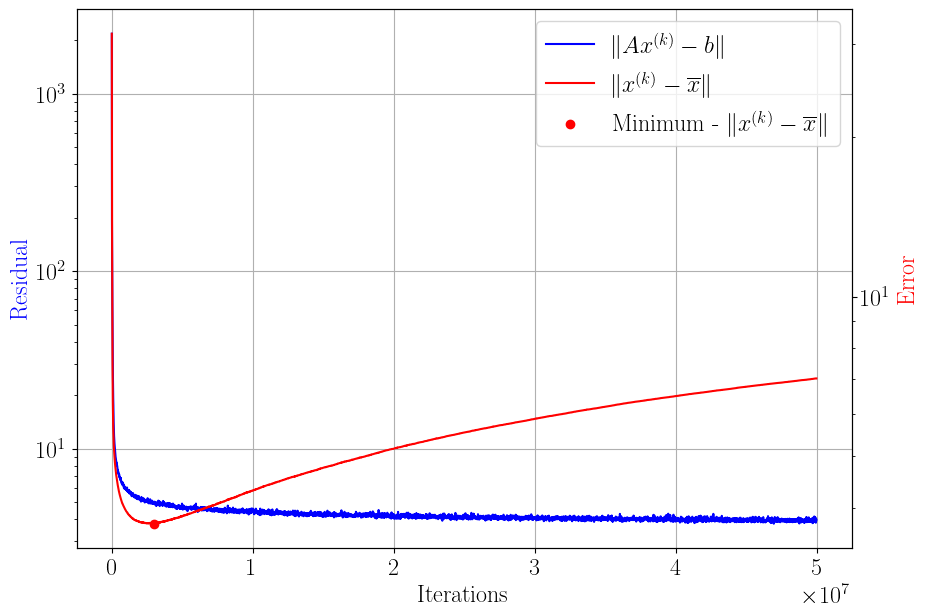 ‖Ax^(k) − b‖
‖x^(k) − x̅‖
Minimum - ‖x^(k) − x̅‖
10^3
10^2
10^1
Residual
10^1
Error
0 1 2 3 4 5
×10^7
Iterations